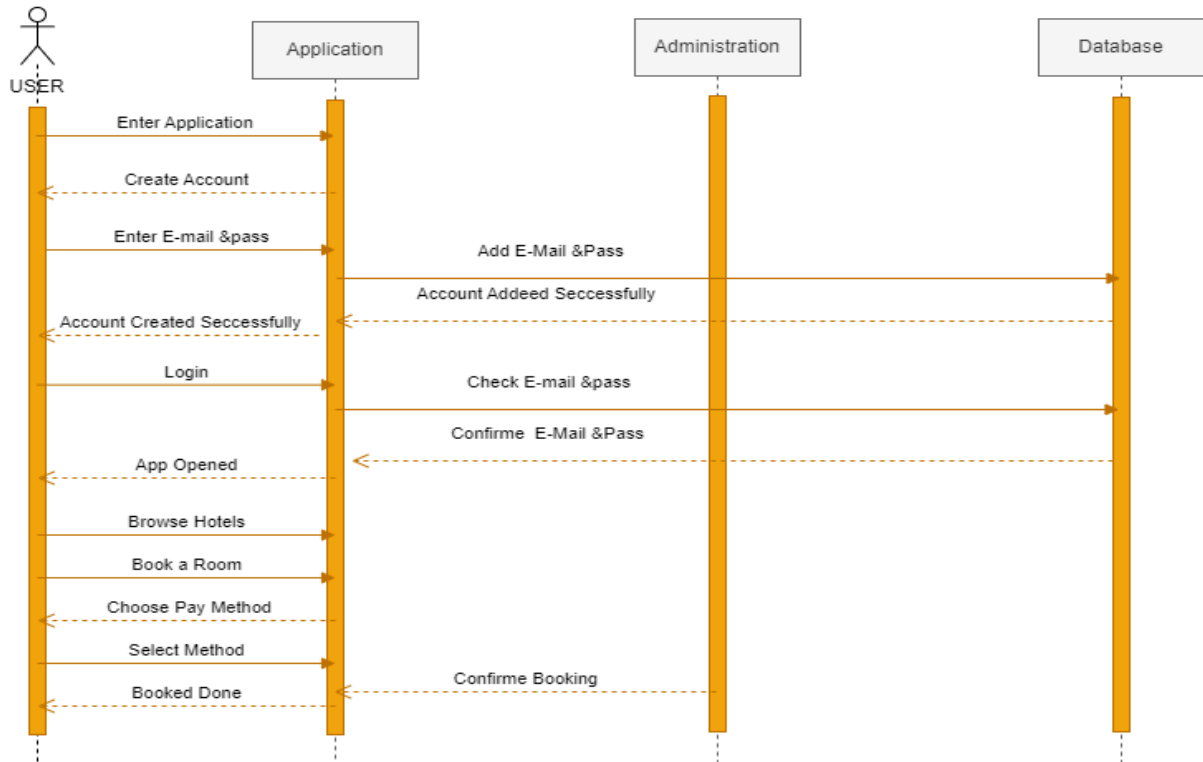 USER
Application
Administration
Database
Enter Application
Create Account
Enter E-mail &pass
Add E-Mail &Pass
Account Addeed Seccessfully
Account Created Seccessfully
Login
Check E-mail &pass
Confirme E-Mail &Pass
App Opened
Browse Hotels
Book a Room
Choose Pay Method
Select Method
Confirme Booking
Booked Done